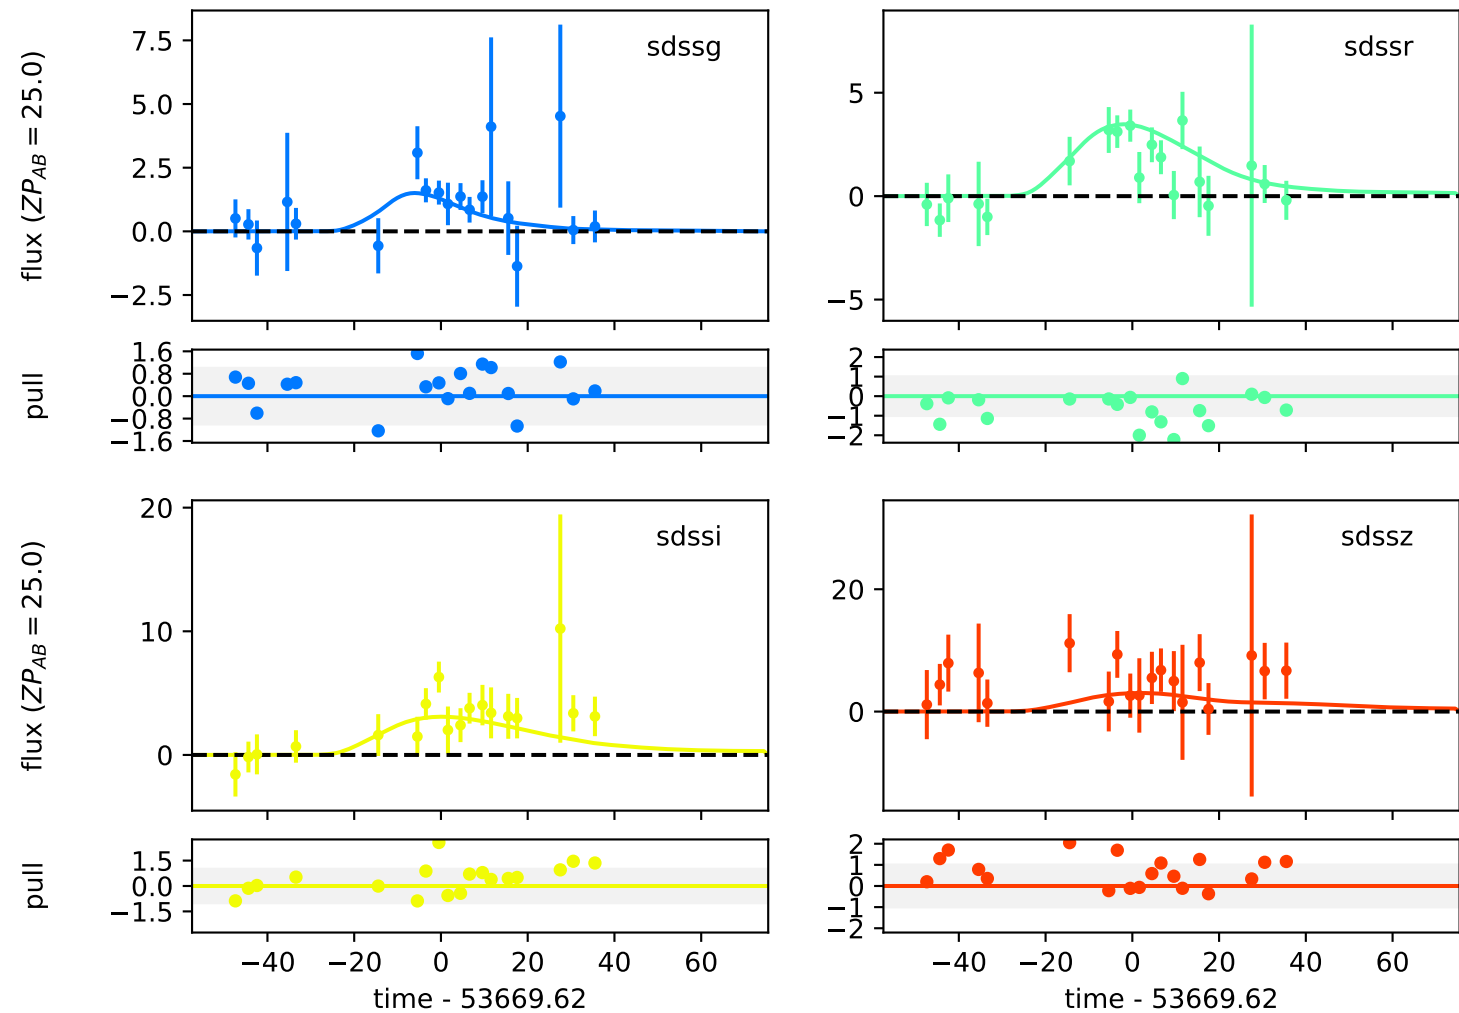 flux (ZP_AB = 25.0)
7.5
5.0
2.5
0.0
−2.5
sdssg
5
0
−5
sdssr
pull
1.6
0.8
0.0
−0.8
−1.6
2
1
0
−1
−2
flux (ZP_AB = 25.0)
20
10
0
sdssi
20
0
sdssz
pull
1.5
0.0
−1.5
2
1
0
−1
−2
−40 −20 0 20 40 60
−40 −20 0 20 40 60
time - 53669.62
time - 53669.62